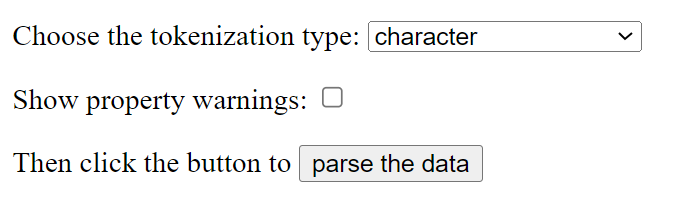 Choose the tokenization type: character
Show property warnings:
Then click the button to parse the data